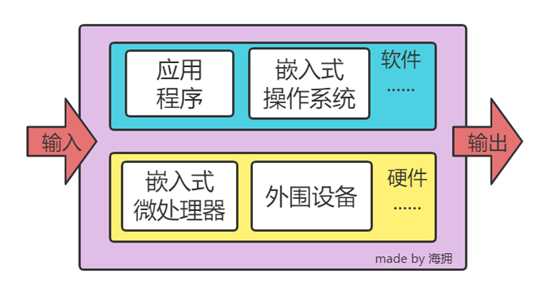 应用
程序
嵌入式
操作系统
软件
......
输入
输出
嵌入式
微处理器
外围设备
硬件
......
made by 海拥